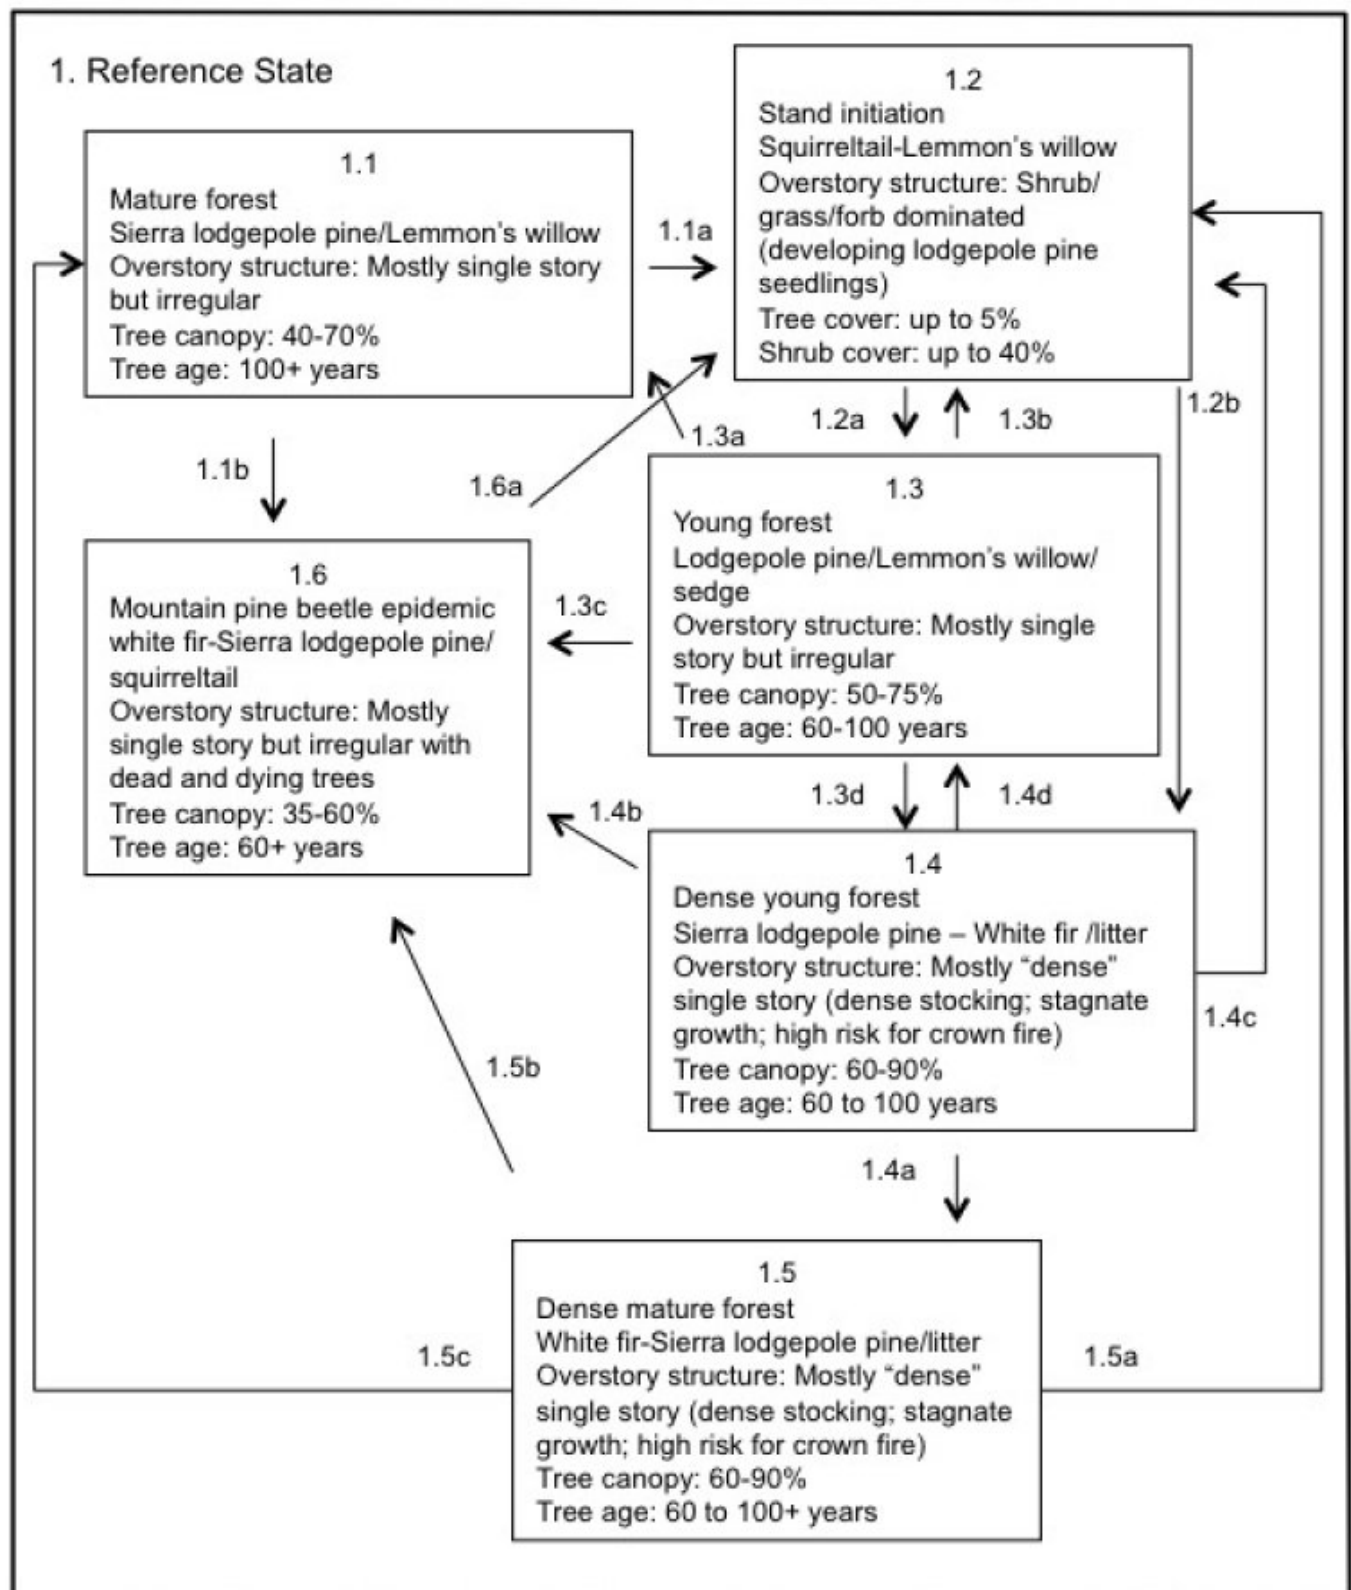 1. Reference State
1.1
Mature forest
Sierra lodgepole pine/Lemmon's willow
Overstory structure: Mostly single story
but irregular
Tree canopy: 40-70%
Tree age: 100+ years
1.1a
1.2
Stand initiation
Squirreltail-Lemmon's willow
Overstory structure: Shrub/
grass/forb dominated
(developing lodgepole pine
seedlings)
Tree cover: up to 5%
Shrub cover: up to 40%
1.2a
1.3b
1.2b
1.3a
1.1b
1.6a
1.3
Young forest
Lodgepole pine/Lemmon's willow/
sedge
Overstory structure: Mostly single
story but irregular
Tree canopy: 50-75%
Tree age: 60-100 years
1.3c
1.6
Mountain pine beetle epidemic
white fir-Sierra lodgepole pine/
squirreltail
Overstory structure: Mostly
single story but irregular with
dead and dying trees
Tree canopy: 35-60%
Tree age: 60+ years
1.3d
1.4d
1.4b
1.4
Dense young forest
Sierra lodgepole pine – White fir /litter
Overstory structure: Mostly “dense”
single story (dense stocking; stagnate
growth; high risk for crown fire)
Tree canopy: 60-90%
Tree age: 60 to 100 years
1.4c
1.5b
1.4a
1.5
Dense mature forest
White fir-Sierra lodgepole pine/litter
Overstory structure: Mostly “dense”
single story (dense stocking; stagnate
growth; high risk for crown fire)
Tree canopy: 60-90%
Tree age: 60 to 100+ years
1.5c
1.5a